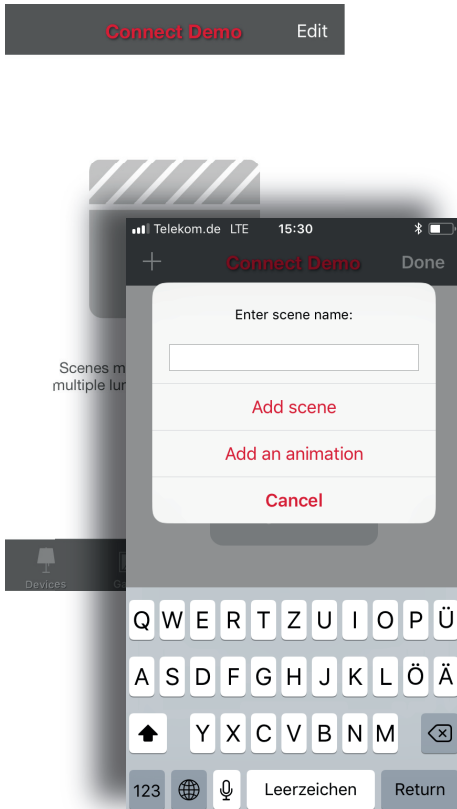 Connect Demo Edit
Scenes
multiple
Devices
Telekom.de LTE 15:30
Connect Demo Done
Enter scene name:
Add scene
Add an animation
Cancel
Q W E R T Z U I O P Ü
A S D F G H J K L Ö Ä
Y X C V B N M
123 Leerzeichen Return